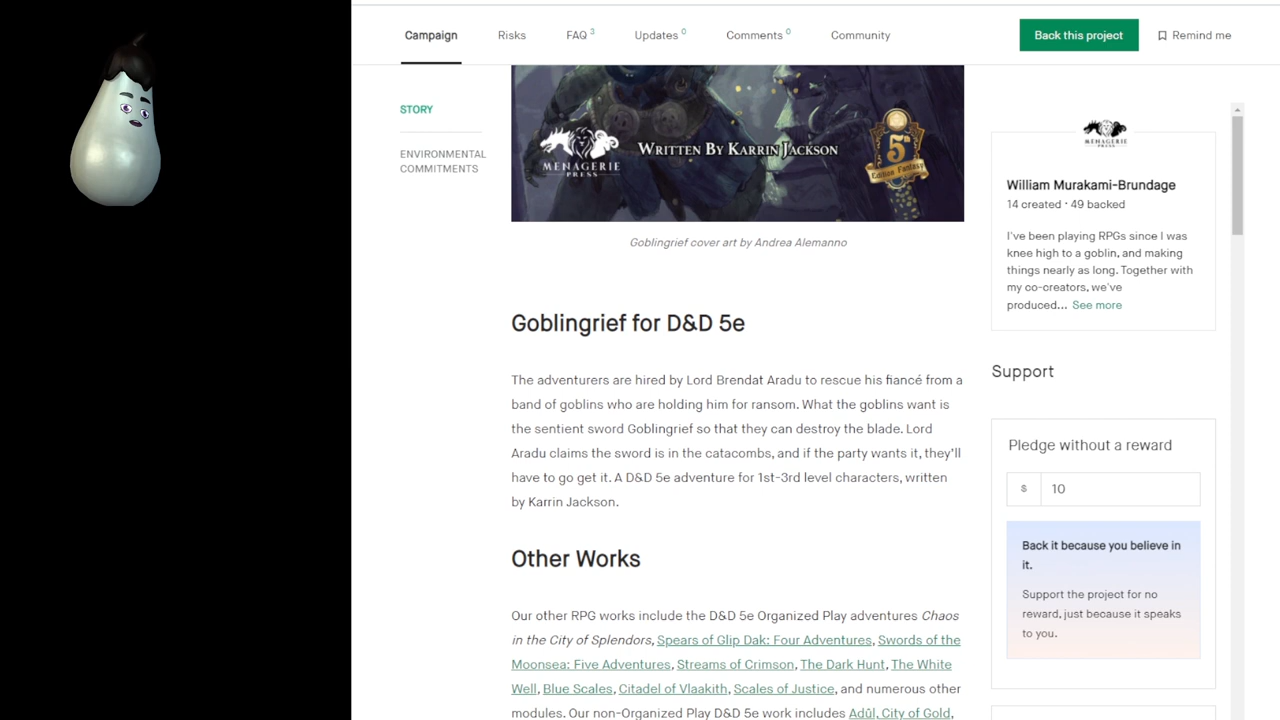 Campaign
Risks
FAQ 3
Updates 0
Comments 0
Community
Back this project
Remind me
STORY
ENVIRONMENTAL
COMMITMENTS
MENAGERIE
PRESS
WRITTEN BY KARRIN JACKSON
5th
Edition Fantasy
Goblingrief cover art by Andrea Alemanno
Goblingrief for D&D 5e
The adventurers are hired by Lord Brendat Aradu to rescue his fiancé from a
band of goblins who are holding him for ransom. What the goblins want is
the sentient sword Goblingrief so that they can destroy the blade. Lord
Aradu claims the sword is in the catacombs, and if the party wants it, they'll
have to go get it. A D&D 5e adventure for 1st-3rd level characters, written
by Karrin Jackson.
Other Works
Our other RPG works include the D&D 5e Organized Play adventures Chaos
in the City of Splendors, Spears of Glip Dak: Four Adventures, Swords of the
Moonsea: Five Adventures, Streams of Crimson, The Dark Hunt, The White
Well, Blue Scales, Citadel of Vlaakith, Scales of Justice, and numerous other
modules. Our non-Organized Play D&D 5e work includes Adûl, City of Gold,
MENAGERIE
PRESS
William Murakami-Brundage
14 created · 49 backed
I've been playing RPGs since I was
knee high to a goblin, and making
things nearly as long. Together with
my co-creators, we've
produced... See more
Support
Pledge without a reward
$ 10
Back it because you believe in
it.
Support the project for no
reward, just because it speaks
to you.